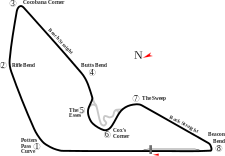 ③ Cocobana Corner
Back Straight
② Rifle Bend
Butts Bend
④
N
⑦ The Sweep
The ⑤
Esses
Cox's
⑥ Corner
Back Straight
Beacon
Bend
⑧
Potters
Pass ①
Curve